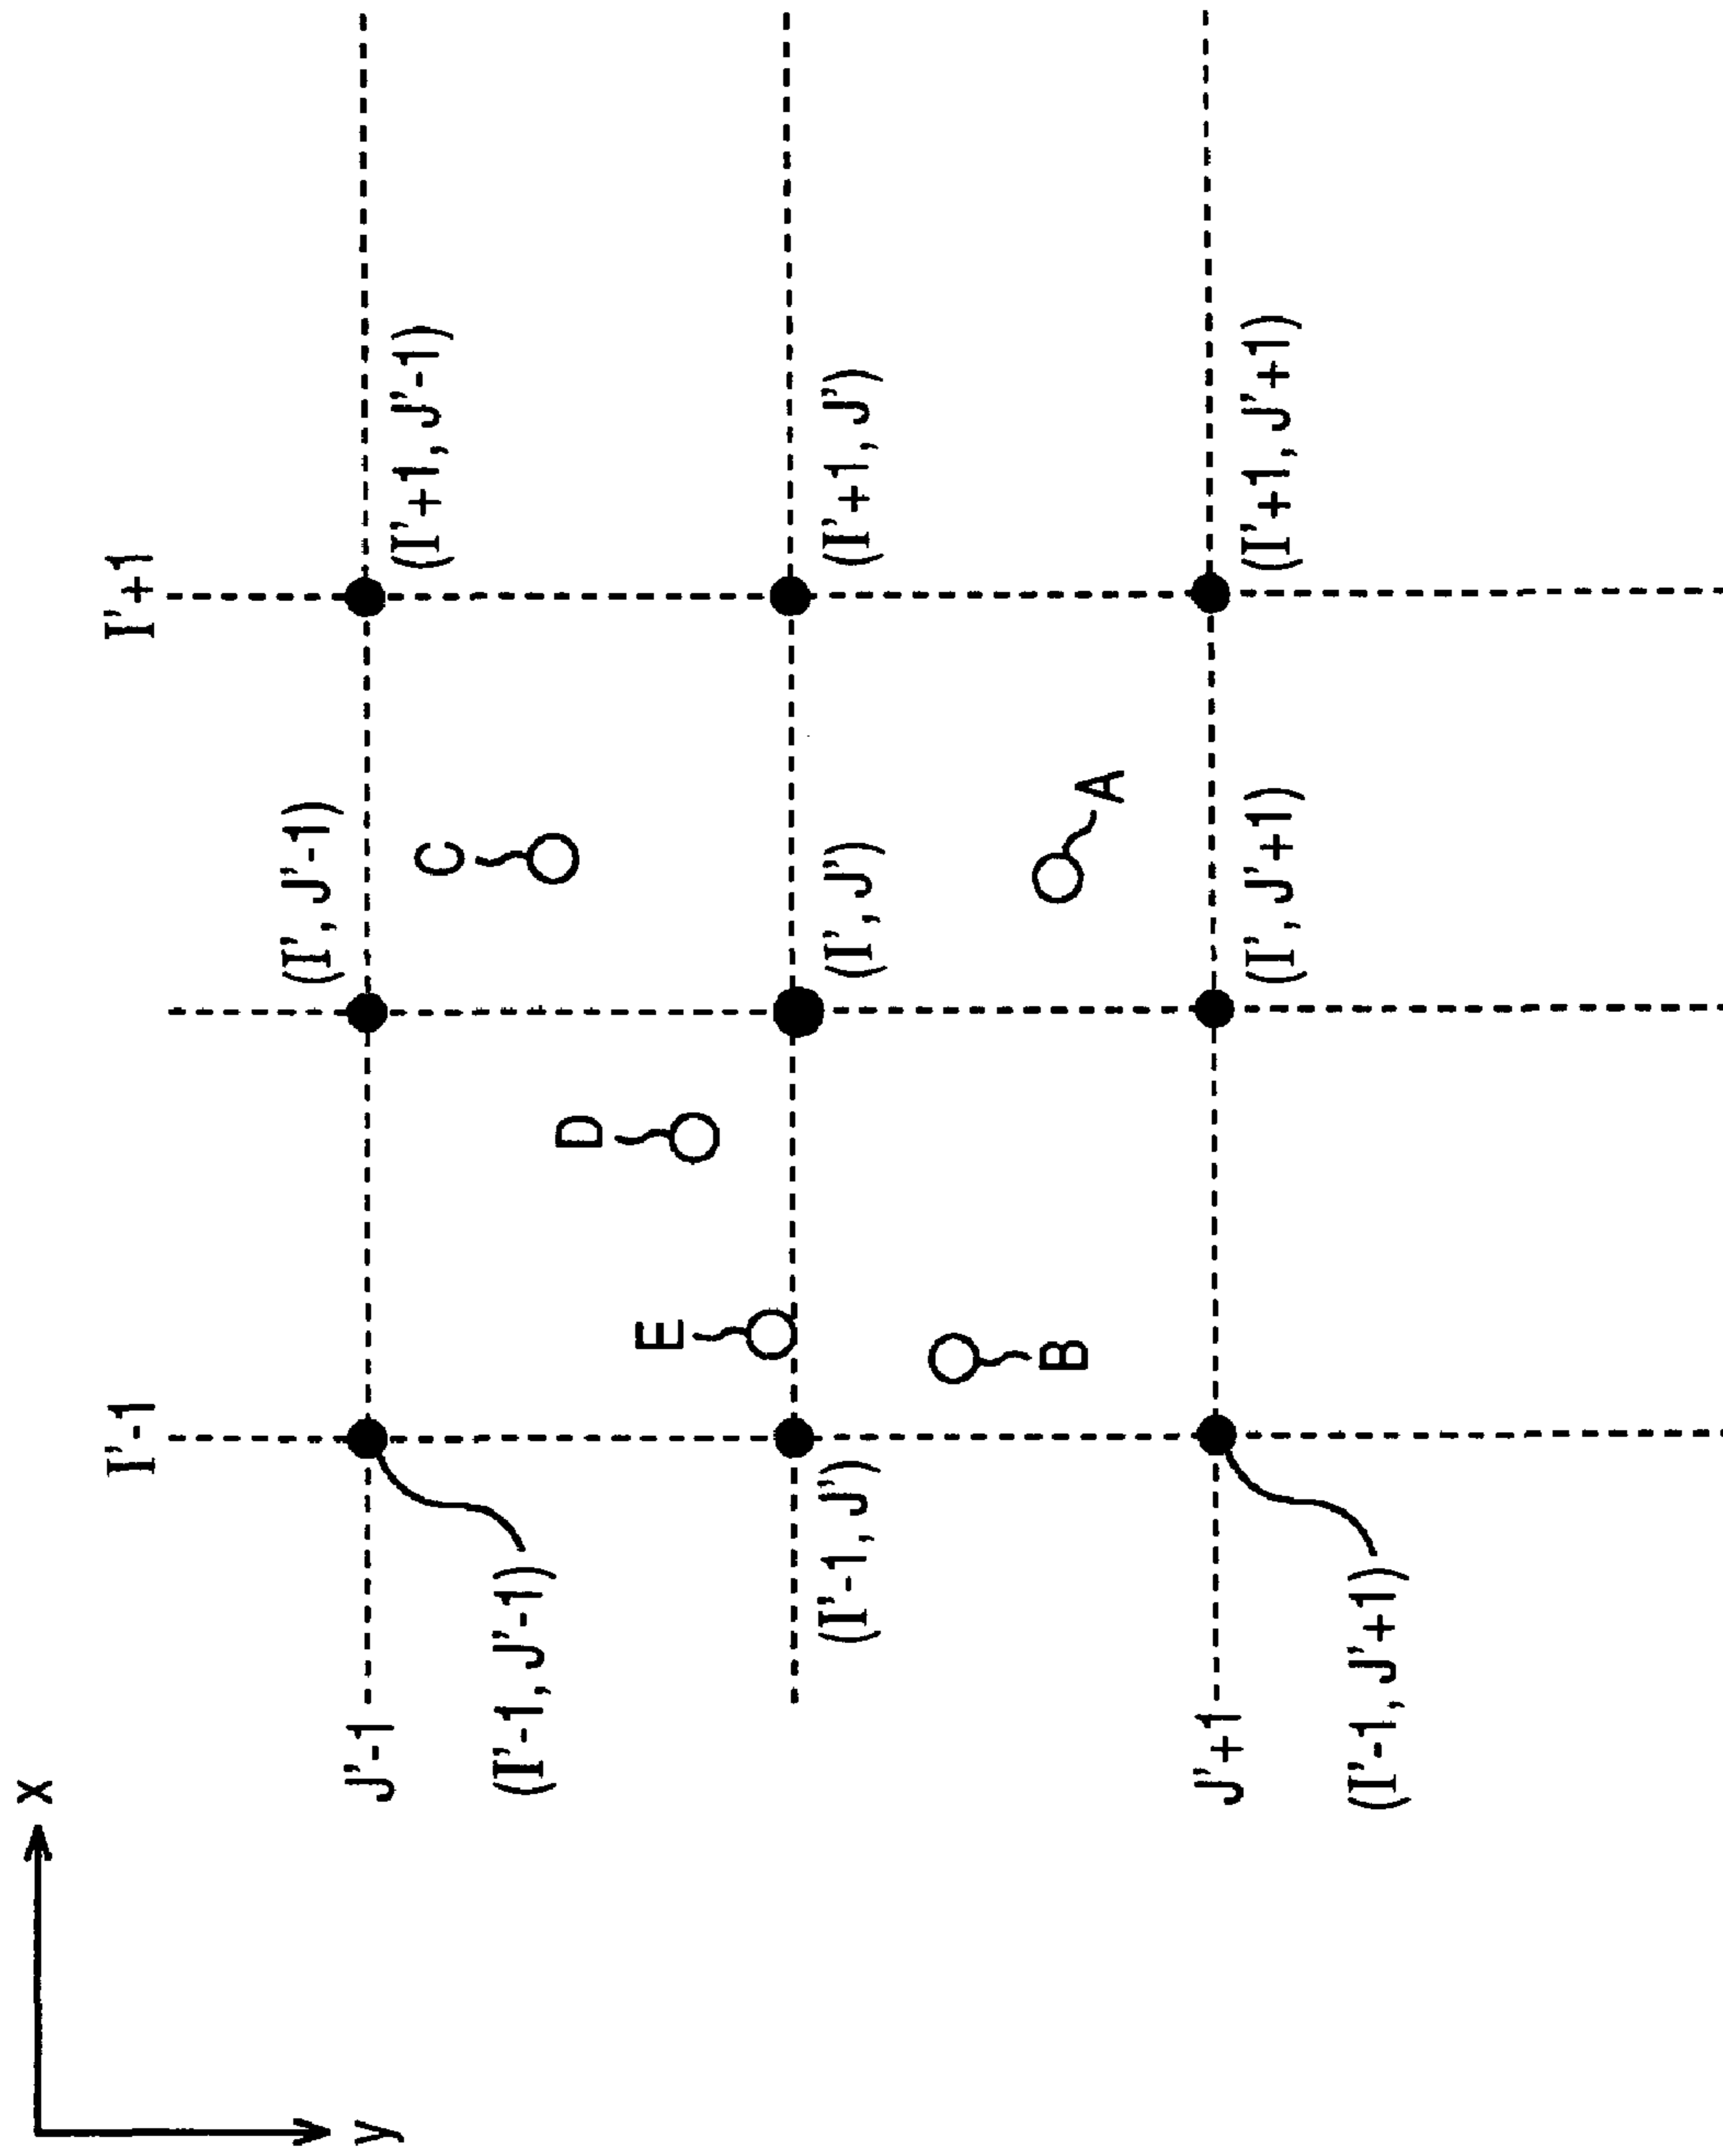 x
y
I'-1
I'+1
J'-1
(I', J'-1)
(I'+1, J'-1)
C
(I'-1, J'-1)
D
E
(I'-1, J')
(I', J')
(I'+1, J')
B
A
J'+1
(I', J'+1)
(I'+1, J'+1)
(I'-1, J'+1)